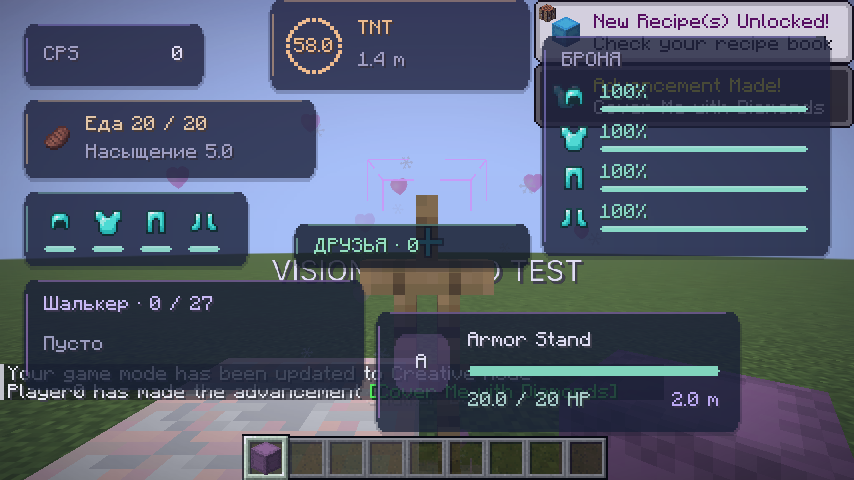 CPS 0
58.0
TNT
1.4 m
New Recipe(s) Unlocked!
Check your recipe book
БРОНЯ
Advancement Made!
Cover Me with Diamonds
100%
100%
100%
100%
Еда 20 / 20
Насыщение 5.0
ДРУЗЬЯ · 0
VISION
TEST
Шалькер · 0 / 27
Пусто
Armor Stand
A
20.0 / 20 HP 2.0 m
Your game mode has been updated to Creative Mode
Player0 has made the advancement [Cover Me with Diamonds]